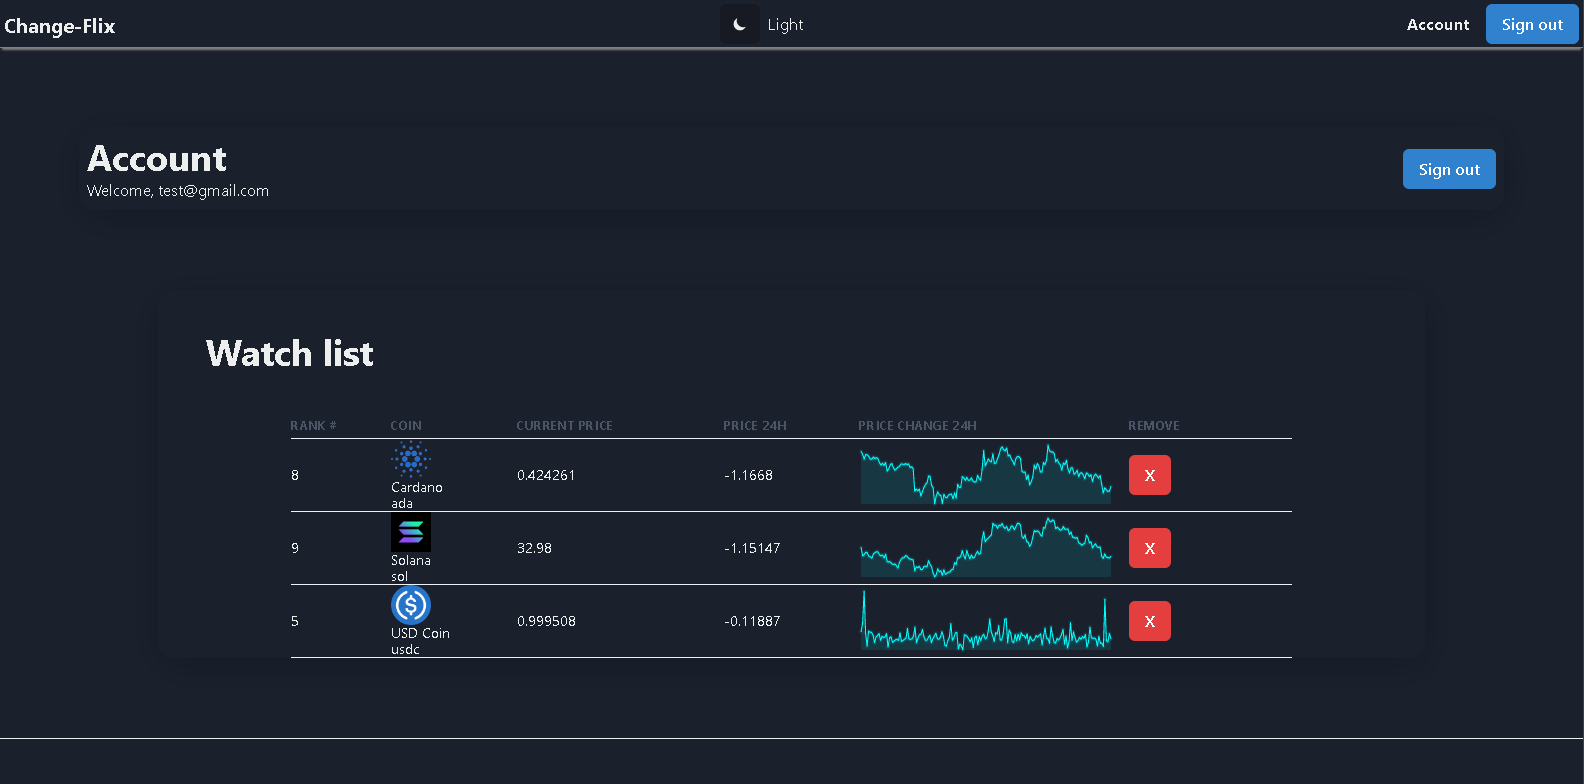 Change-Flix
Light
Account
Sign out
Account
Welcome, test@gmail.com
Sign out
Watch list
RANK # COIN CURRENT PRICE PRICE 24H PRICE CHANGE 24H REMOVE
8 Cardano 0.424261 -1.1668 X
ada
9 Solana 32.98 -1.15147 X
sol
5 USD Coin 0.999508 -0.11887 X
usdc